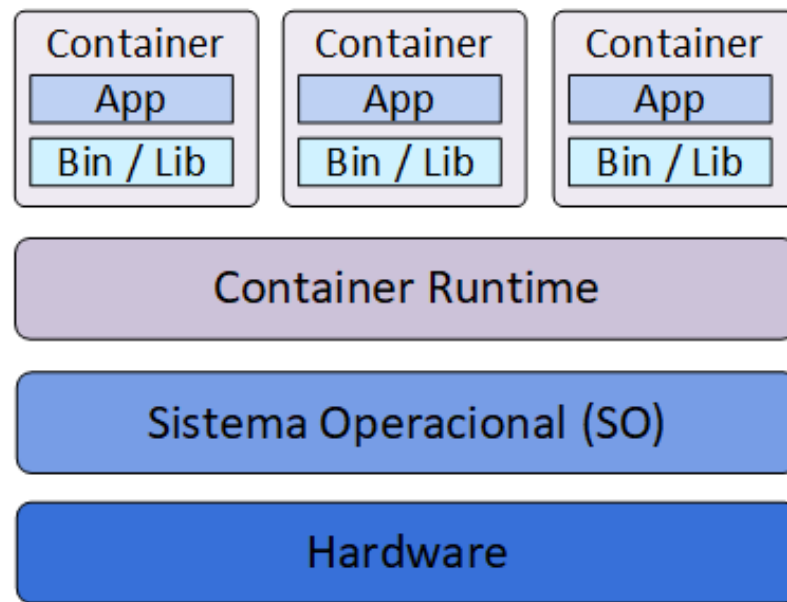 Container
App
Bin / Lib
Container
App
Bin / Lib
Container
App
Bin / Lib
Container Runtime
Sistema Operacional (SO)
Hardware